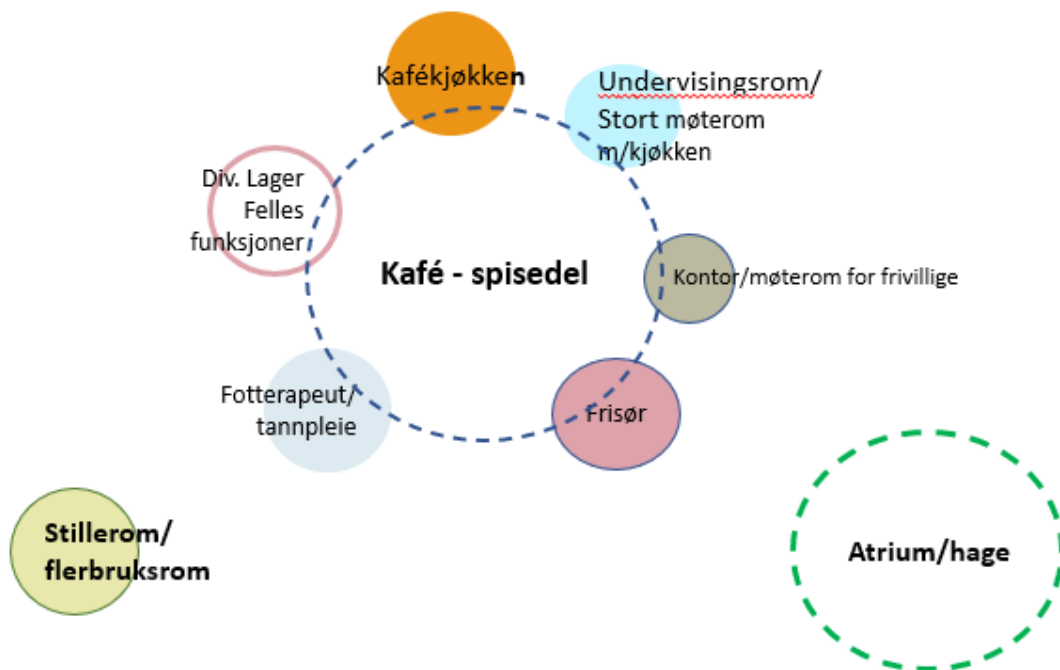 Kafékjøkken
Undervisingsrom/
Stort møterom
m/kjøkken
Div. Lager
Felles
funksjoner
Kafé - spisedel
Kontor/møterom for frivillige
Fotterapeut/
tannpleie
Frisør
Stillerom/
flerbruksrom
Atrium/hage